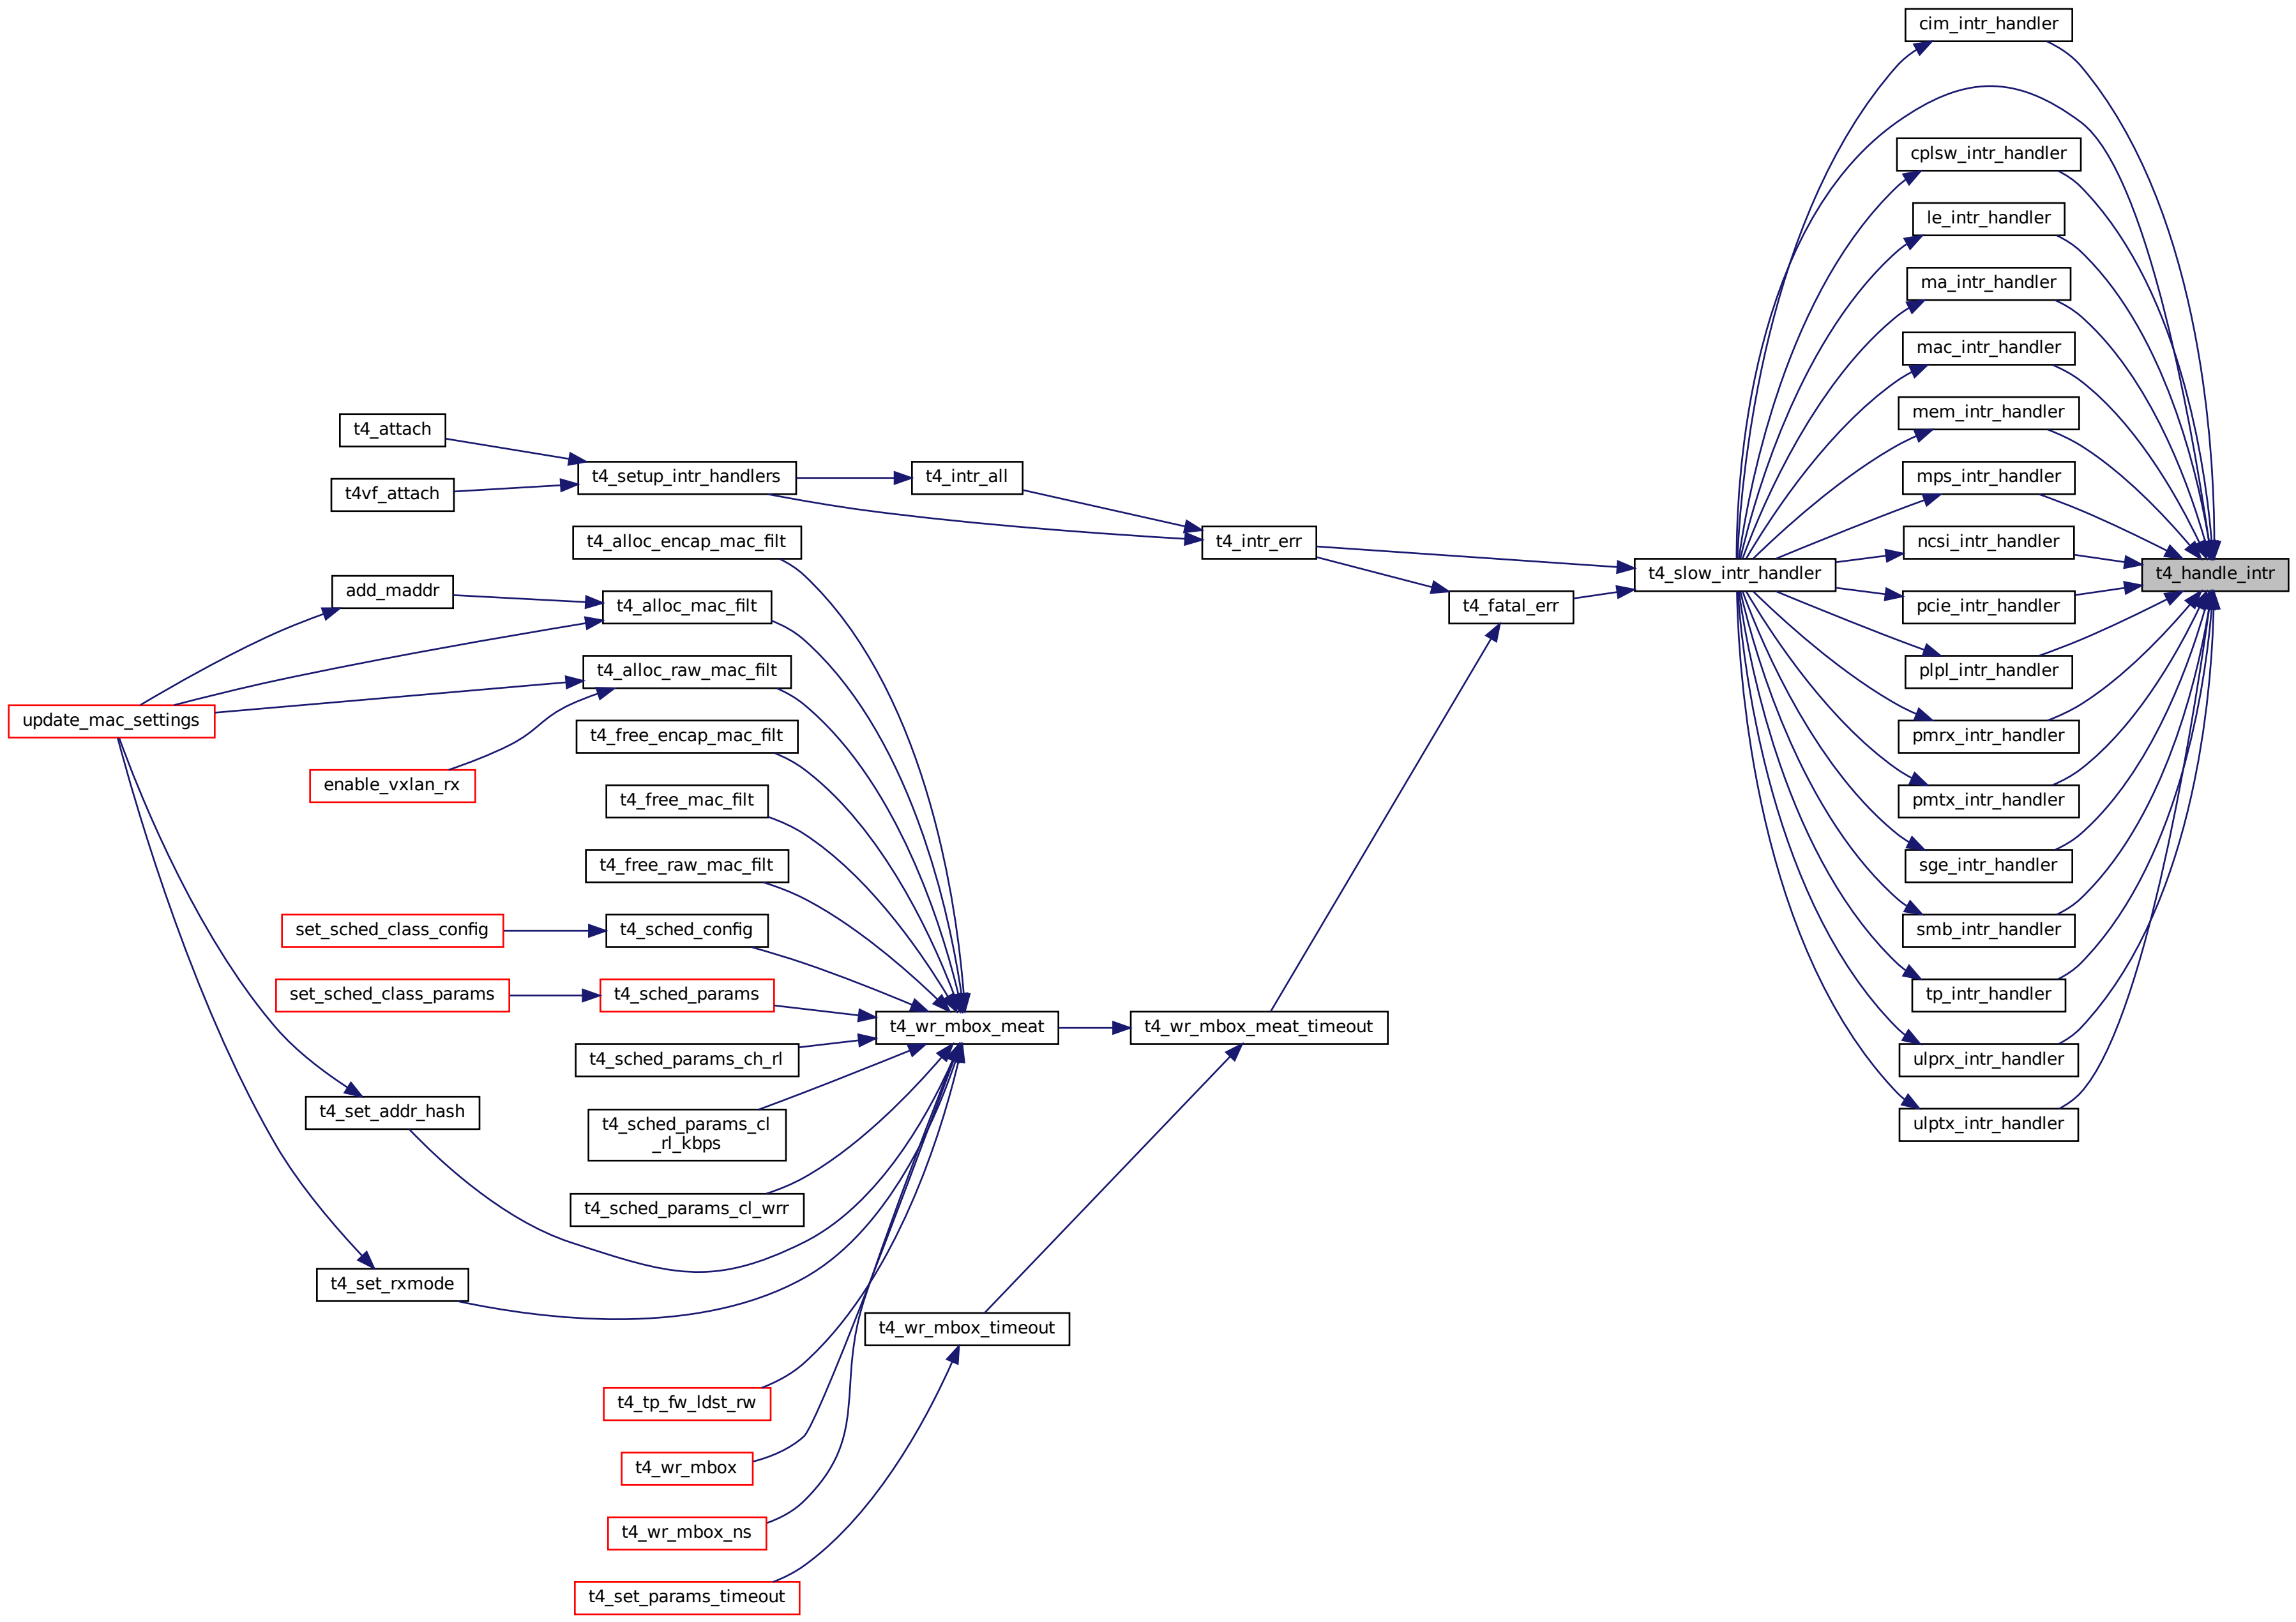 cim_intr_handler
cplsw_intr_handler
le_intr_handler
ma_intr_handler
mac_intr_handler
mem_intr_handler
mps_intr_handler
ncsi_intr_handler
t4_handle_intr
pcie_intr_handler
plpl_intr_handler
pmrx_intr_handler
pmtx_intr_handler
sge_intr_handler
smb_intr_handler
tp_intr_handler
ulprx_intr_handler
ulptx_intr_handler
t4_slow_intr_handler
t4_fatal_err
t4_intr_err
t4_intr_all
t4_setup_intr_handlers
t4_attach
t4vf_attach
t4_wr_mbox_meat_timeout
t4_wr_mbox_meat
t4_wr_mbox_timeout
t4_alloc_encap_mac_filt
t4_alloc_mac_filt
add_maddr
t4_alloc_raw_mac_filt
update_mac_settings
enable_vxlan_rx
t4_free_encap_mac_filt
t4_free_mac_filt
t4_free_raw_mac_filt
t4_sched_config
set_sched_class_config
t4_sched_params
set_sched_class_params
t4_sched_params_ch_rl
t4_sched_params_cl
_rl_kbps
t4_sched_params_cl_wrr
t4_set_addr_hash
t4_set_rxmode
t4_tp_fw_ldst_rw
t4_wr_mbox
t4_wr_mbox_ns
t4_set_params_timeout